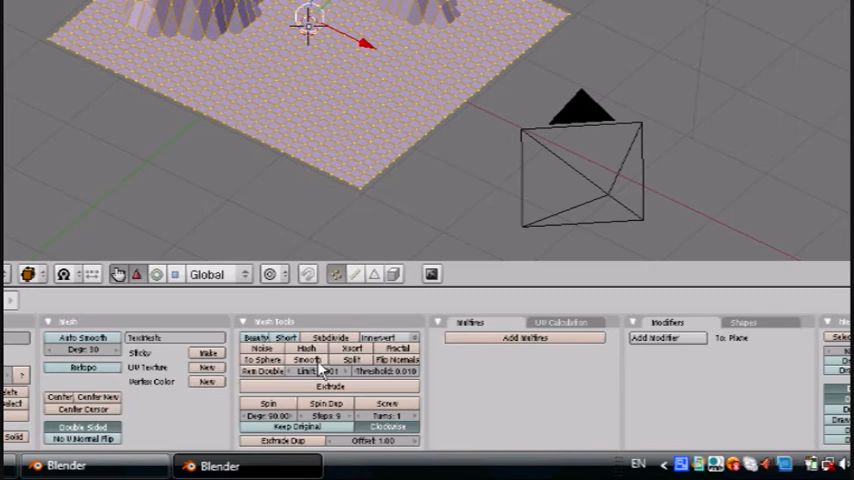 Global
Mesh
Mesh Tools
Multires
UV Calculation
Modifiers
Shapes
Auto Smooth
TexMesh:
Beauty Short Subdivide Innervert
Add Multires
Add Modifier
To: Plane
Degr: 30
Sticky
Make
Noise Hash Xsort Fractal
To Sphere Smooth Split Flip Normals
Retopo
UV Texture
New
Rem Double
Threshold: 0.010
Vertex Color
New
Extrude
Center Center New
Center Cursor
Spin Spin Dup Screw
Degr: 90.00 Steps: 9 Turns: 1
Double Sided
Keep Original Clockwise
No V.Normal Flip
Solid
Extrude Dup Offset: 1.00
Blender
Blender
EN